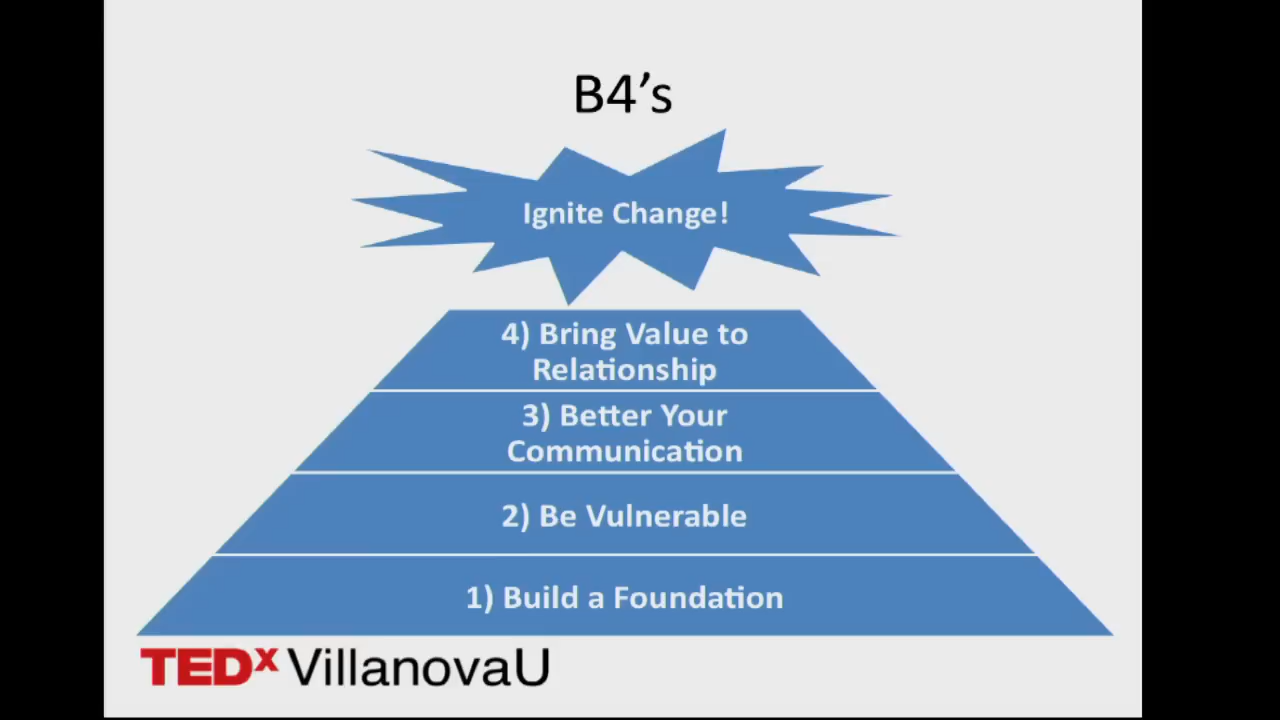 B4’s
Ignite Change!
4) Bring Value to
Relationship
3) Better Your
Communication
2) Be Vulnerable
1) Build a Foundation
TEDx VillanovaU